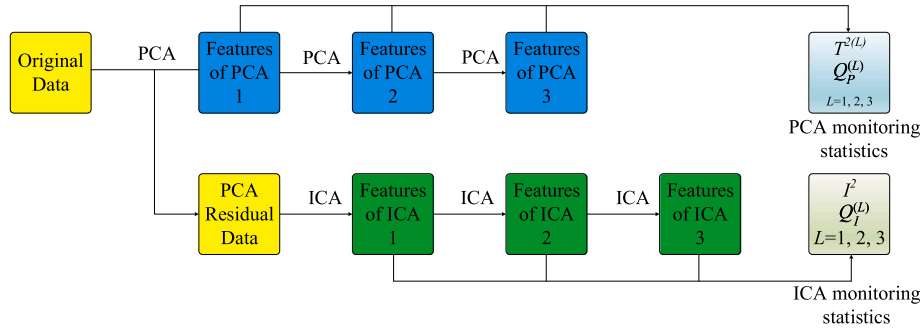 Original
Data
PCA
Features
of PCA
1
PCA
Features
of PCA
2
PCA
Features
of PCA
3
T²⁽ᴸ⁾
Q_P^(L)
L=1, 2, 3
PCA monitoring
statistics
PCA
Residual
Data
ICA
Features
of ICA
1
ICA
Features
of ICA
2
ICA
Features
of ICA
3
I²
Q_I^(L)
L=1, 2, 3
ICA monitoring
statistics